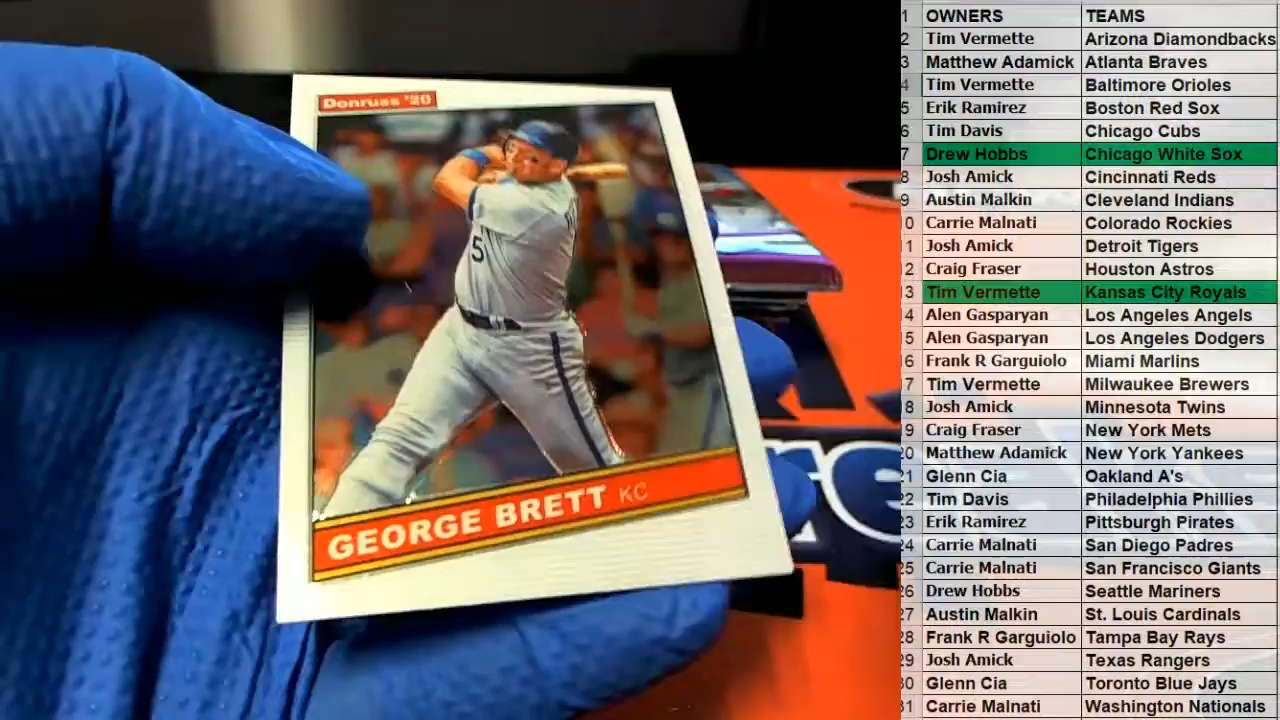 Donruss '20
5
GEORGE BRETT KC
re
1 OWNERS TEAMS
2 Tim Vermette Arizona Diamondbacks
3 Matthew Adamick Atlanta Braves
4 Tim Vermette Baltimore Orioles
5 Erik Ramirez Boston Red Sox
6 Tim Davis Chicago Cubs
7 Drew Hobbs Chicago White Sox
8 Josh Amick Cincinnati Reds
9 Austin Malkin Cleveland Indians
0 Carrie Malnati Colorado Rockies
1 Josh Amick Detroit Tigers
2 Craig Fraser Houston Astros
3 Tim Vermette Kansas City Royals
4 Alen Gasparyan Los Angeles Angels
5 Alen Gasparyan Los Angeles Dodgers
6 Frank R Garguiolo Miami Marlins
7 Tim Vermette Milwaukee Brewers
8 Josh Amick Minnesota Twins
9 Craig Fraser New York Mets
20 Matthew Adamick New York Yankees
21 Glenn Cia Oakland A's
22 Tim Davis Philadelphia Phillies
23 Erik Ramirez Pittsburgh Pirates
24 Carrie Malnati San Diego Padres
25 Carrie Malnati San Francisco Giants
26 Drew Hobbs Seattle Mariners
27 Austin Malkin St. Louis Cardinals
28 Frank R Garguiolo Tampa Bay Rays
29 Josh Amick Texas Rangers
30 Glenn Cia Toronto Blue Jays
31 Carrie Malnati Washington Nationals